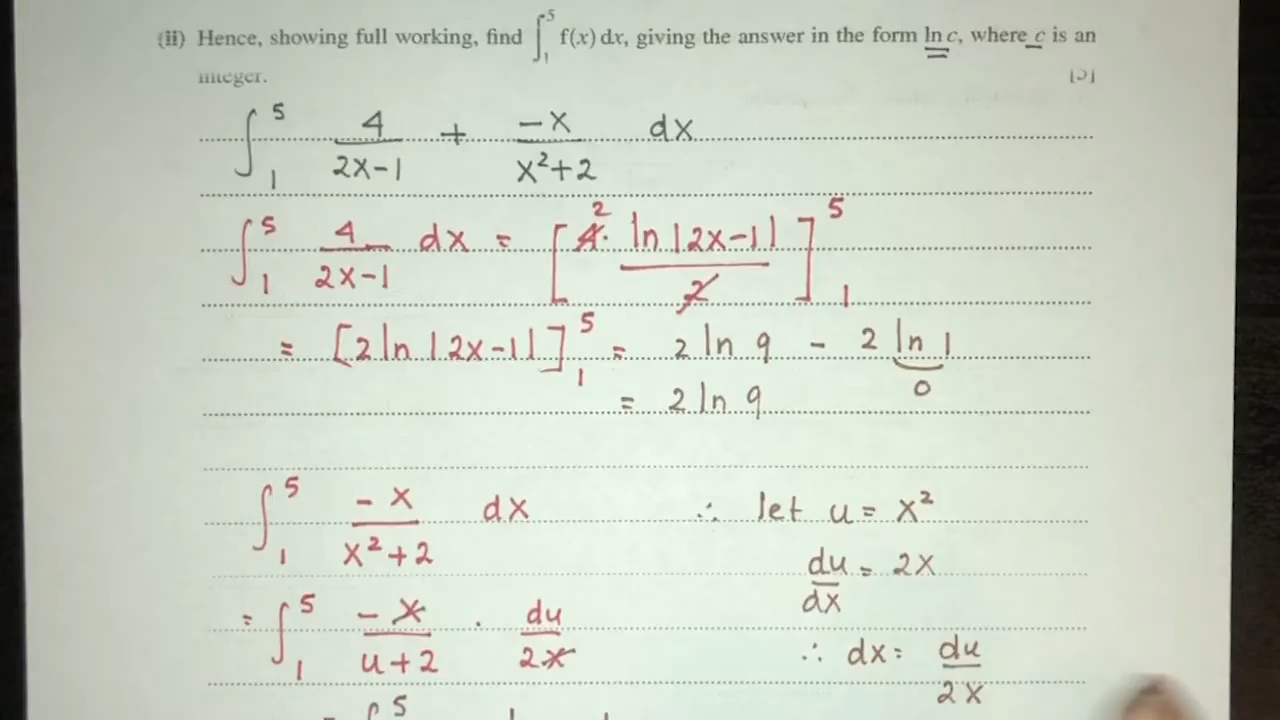 (ii) Hence, showing full working, find ∫₁⁵ f(x) dx, giving the answer in the form ln c, where c is an
integer.
∫₁⁵ 4/(2x-1) + -x/(x²+2) dx
∫₁⁵ 4/(2x-1) dx = [4² · ln|2x-1|/2]₁⁵
= [2 ln|2x-1|]₁⁵ = 2 ln 9 - 2 ln 1
0
= 2 ln 9
∫₁⁵ -x/(x²+2) dx ∴ let u = x²
du/dx = 2x
= ∫₁⁵ -x/(u+2) · du/2x
∴ dx = du/2x
∫ 5